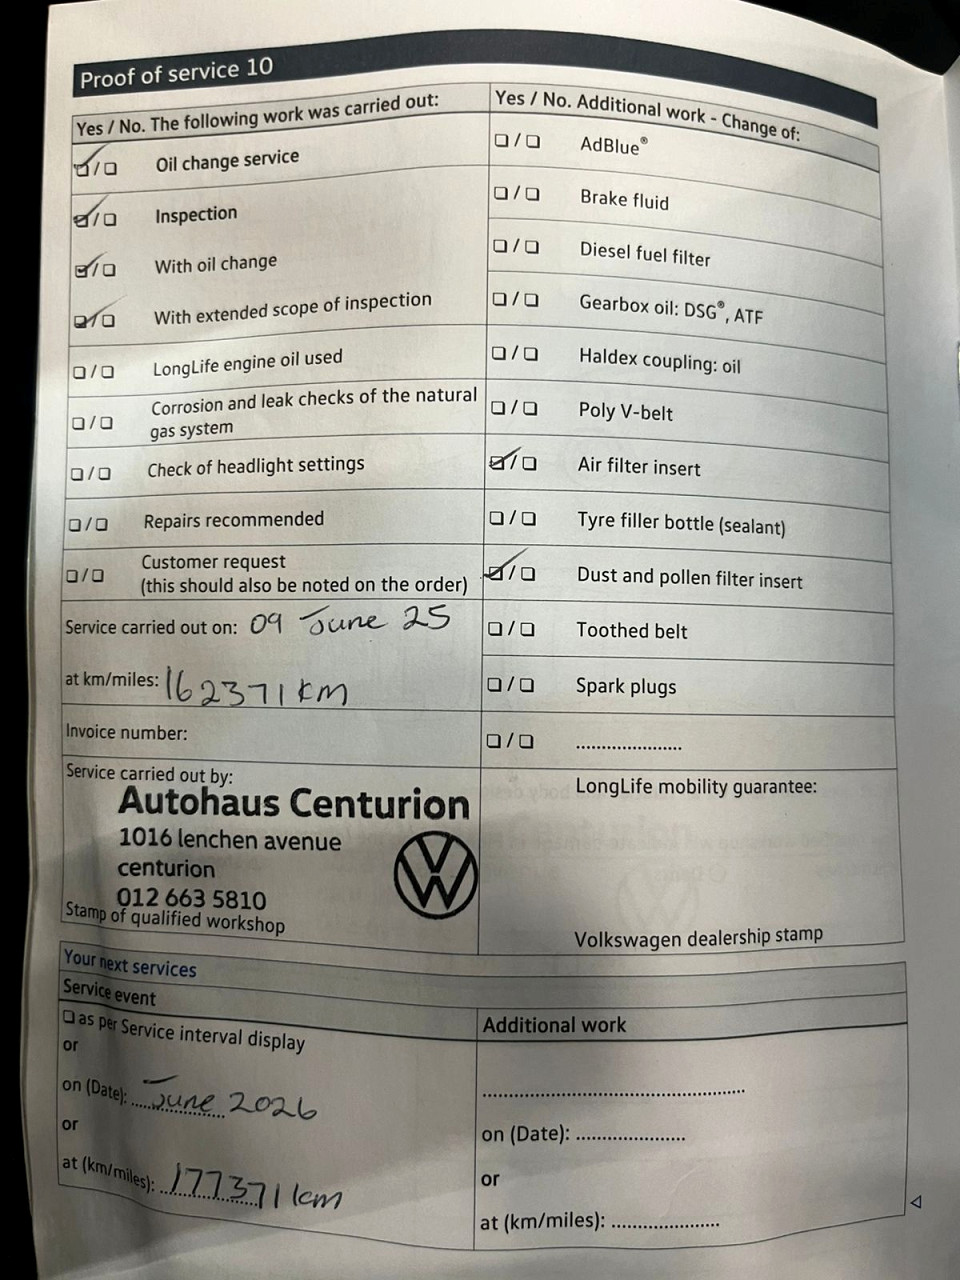 Proof of service 10
Yes / No. The following work was carried out:
☑/☐ Oil change service
☑/☐ Inspection
☑/☐ With oil change
☑/☐ With extended scope of inspection
☐/☐ LongLife engine oil used
☐/☐ Corrosion and leak checks of the natural
gas system
☐/☐ Check of headlight settings
☐/☐ Repairs recommended
☐/☐ Customer request
(this should also be noted on the order)
Service carried out on: 09 June 25
at km/miles: 162371 km
Invoice number:
Service carried out by:
Autohaus Centurion
1016 lenchen avenue
centurion
012 663 5810
Stamp of qualified workshop
Yes / No. Additional work - Change of:
☐/☐ AdBlue®
☐/☐ Brake fluid
☐/☐ Diesel fuel filter
☐/☐ Gearbox oil: DSG®, ATF
☐/☐ Haldex coupling: oil
☐/☐ Poly V-belt
☑/☐ Air filter insert
☐/☐ Tyre filler bottle (sealant)
☑/☐ Dust and pollen filter insert
☐/☐ Toothed belt
☐/☐ Spark plugs
☐/☐ ......................
LongLife mobility guarantee:
Volkswagen dealership stamp
Your next services
Service event
☐ as per Service interval display
or
on (Date): June 2026
or
at (km/miles): 177371 km
Additional work
......................................................
on (Date): ......................
or
at (km/miles): ......................